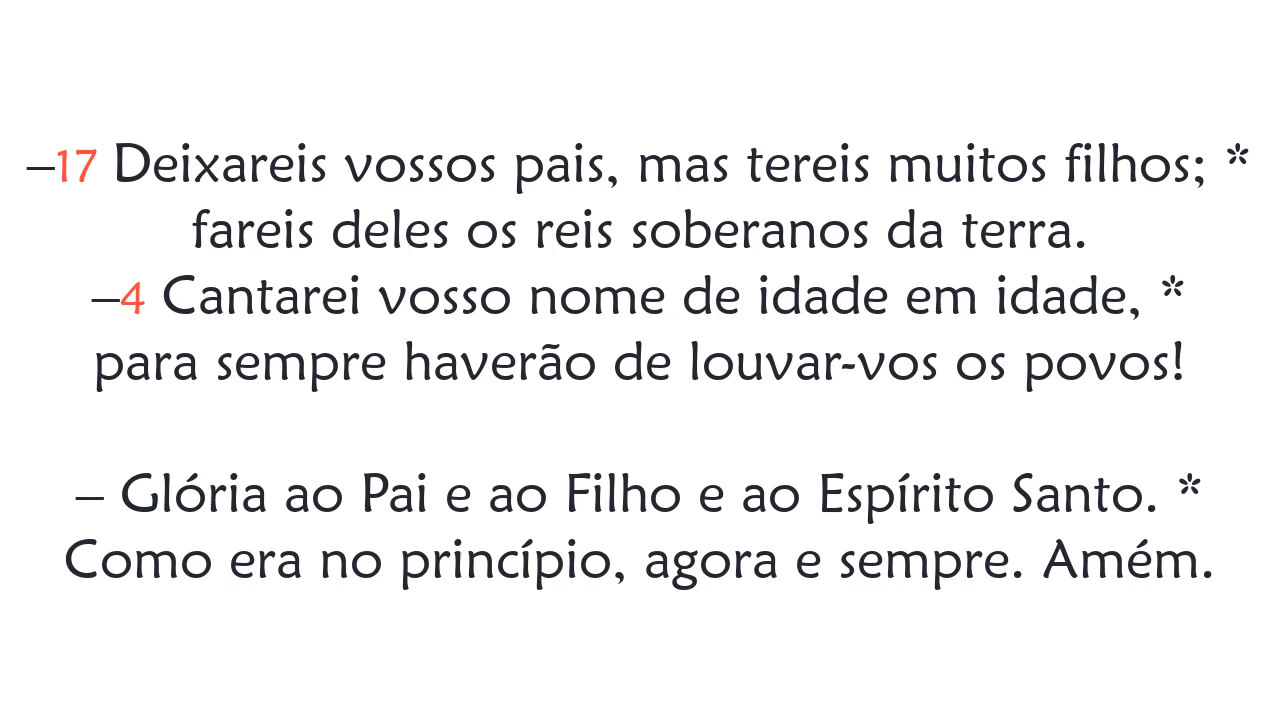 –17 Deixareis vossos pais, mas tereis muitos filhos; *
fareis deles os reis soberanos da terra.
–4 Cantarei vosso nome de idade em idade, *
para sempre haverão de louvar-vos os povos!
– Glória ao Pai e ao Filho e ao Espírito Santo. *
Como era no princípio, agora e sempre. Amém.